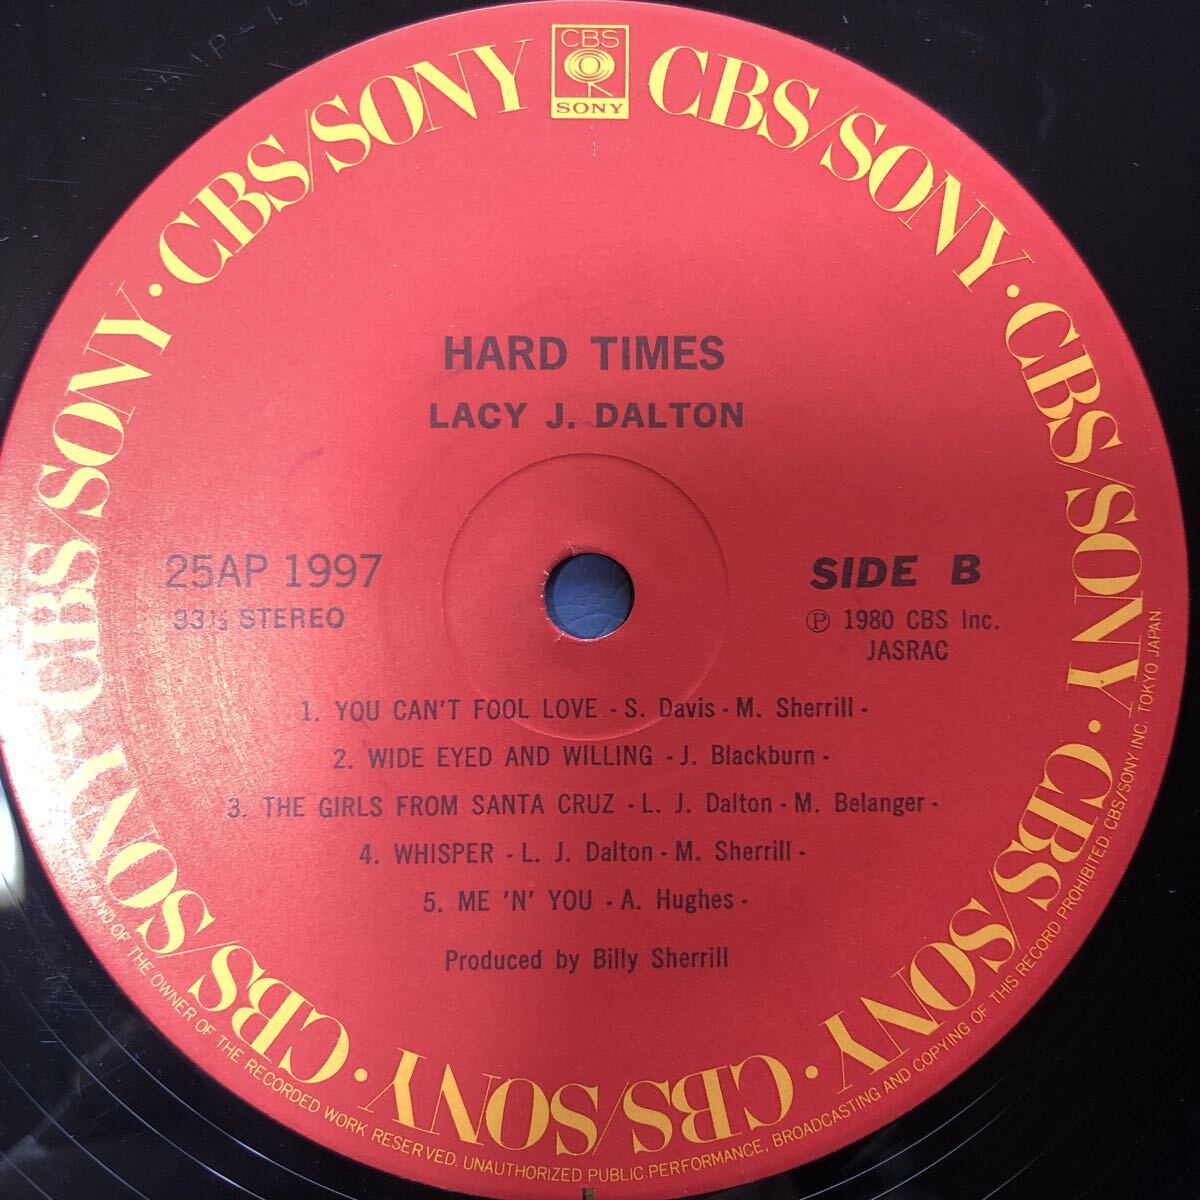 CBS
SONY
CBS/SONY · CBS/SONY · CBS/SONY · CBS/SONY · CBS/SONY · CBS/SONY · CBS/SONY · CBS/SONY
HARD TIMES
LACY J. DALTON
25AP 1997
33⅓ STEREO
SIDE B
Ⓟ 1980 CBS Inc.
JASRAC
1. YOU CAN'T FOOL LOVE - S. Davis - M. Sherrill -
2. WIDE EYED AND WILLING - J. Blackburn -
3. THE GIRLS FROM SANTA CRUZ - L. J. Dalton - M. Belanger -
4. WHISPER - L. J. Dalton - M. Sherrill -
5. ME 'N' YOU - A. Hughes -
Produced by Billy Sherrill
AND OF THE OWNER OF THE RECORDED WORK RESERVED. UNAUTHORIZED PUBLIC PERFORMANCE, BROADCASTING AND COPYING OF THIS RECORD PROHIBITED. CBS/SONY INC. TOKYO JAPAN.